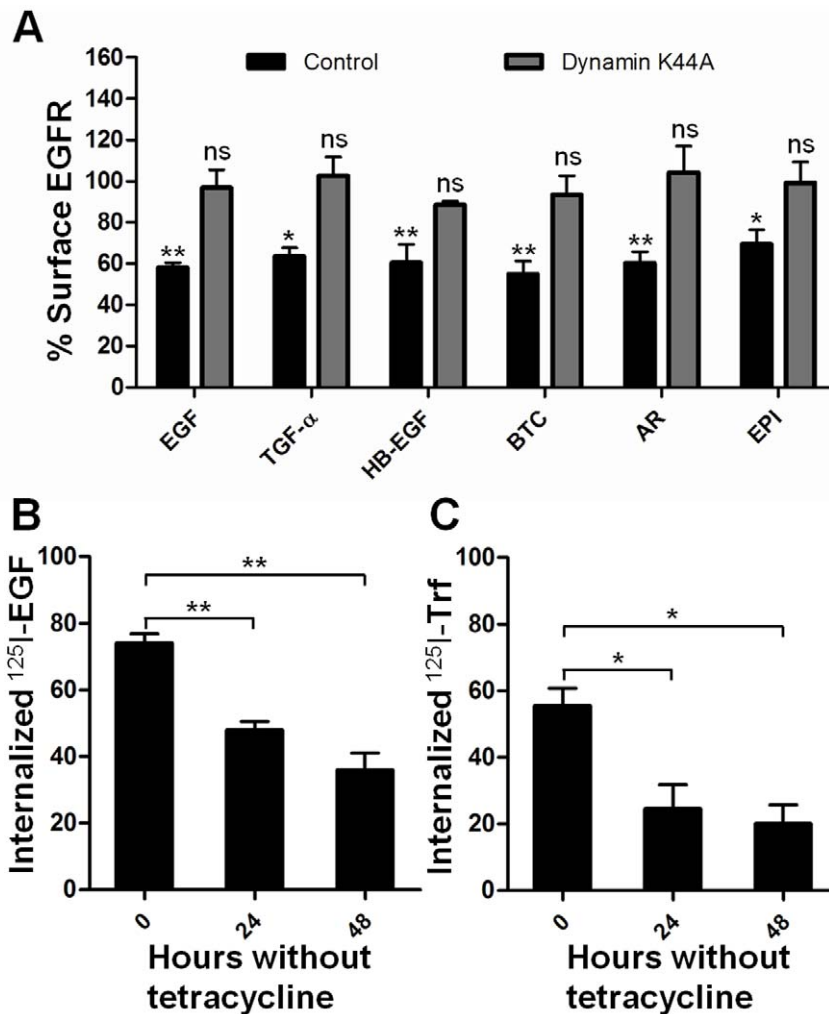 A
160
140
120
100
80
60
40
20
0
% Surface EGFR
Control
Dynamin K44A
** ns
* ns
** ns
** ns
** ns
* ns
EGF
TGF-α
HB-EGF
BTC
AR
EPI
B
100
80
60
40
20
0
Internalized ¹²⁵I-EGF
**
**
0
24
48
Hours without
tetracycline
C
100
80
60
40
20
0
Internalized ¹²⁵I-Trf
*
*
0
24
48
Hours without
tetracycline